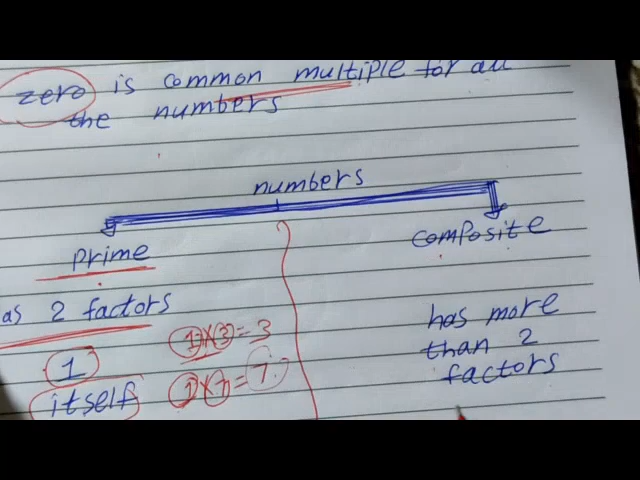 zero is common multiple for all
the numbers
numbers
prime
composite
as 2 factors
1
itself
1 x 3 = 3
1 x 7 = 7
has more
than 2
factors